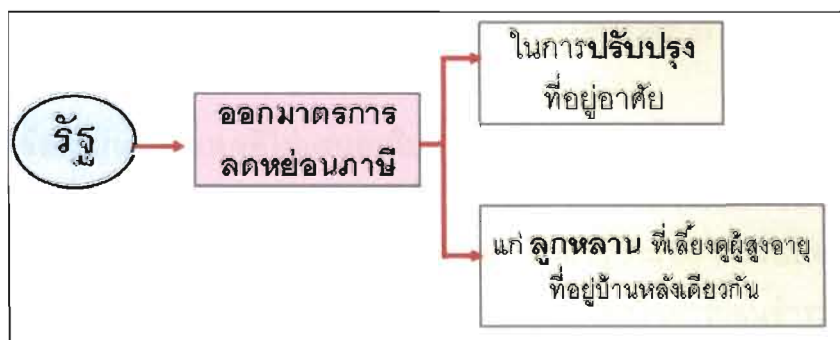 รัฐ
ออกมาตรการ
ลดหย่อนภาษี
ในการปรับปรุง
ที่อยู่อาศัย
แก่ ลูกหลาน ที่เลี้ยงดูผู้สูงอายุ
ที่อยู่บ้านหลังเดียวกัน